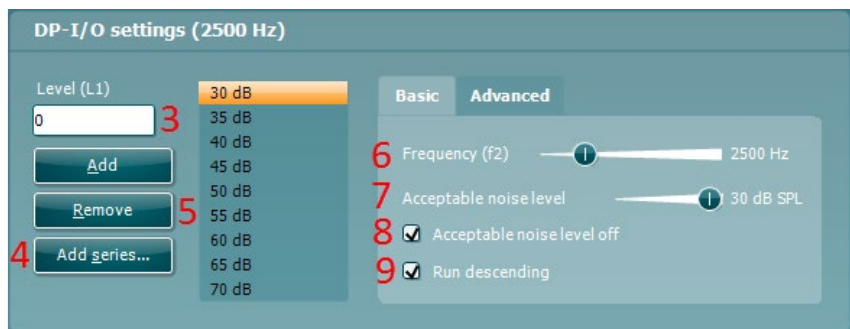 DP-I/O settings (2500 Hz)
Level (L1)
0
3
Add
Remove
5
4
Add series...
30 dB
35 dB
40 dB
45 dB
50 dB
55 dB
60 dB
65 dB
70 dB
Basic
Advanced
6
Frequency (f2)
2500 Hz
7
Acceptable noise level
30 dB SPL
8
Acceptable noise level off
9
Run descending